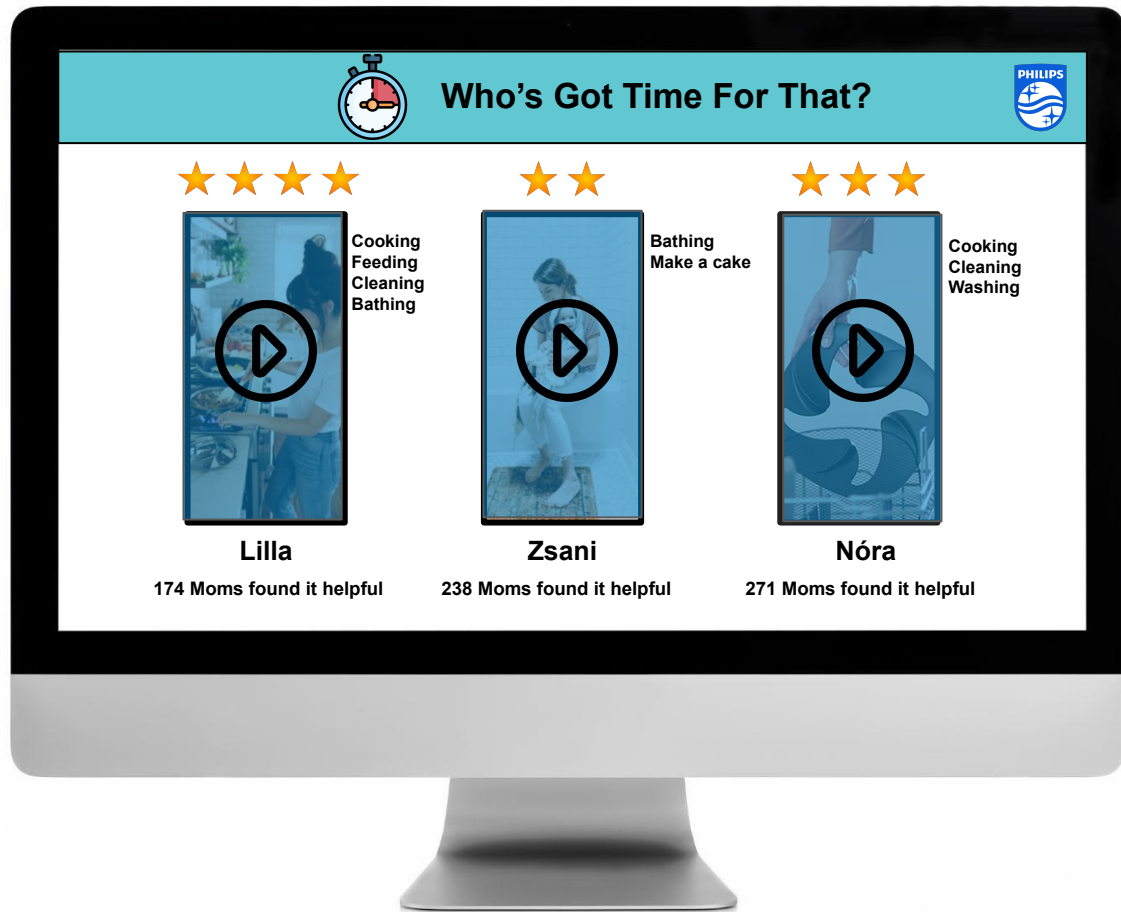 Who's Got Time For That?
PHILIPS
Cooking
Feeding
Cleaning
Bathing
Lilla
174 Moms found it helpful
Bathing
Make a cake
Zsani
238 Moms found it helpful
Cooking
Cleaning
Washing
Nóra
271 Moms found it helpful